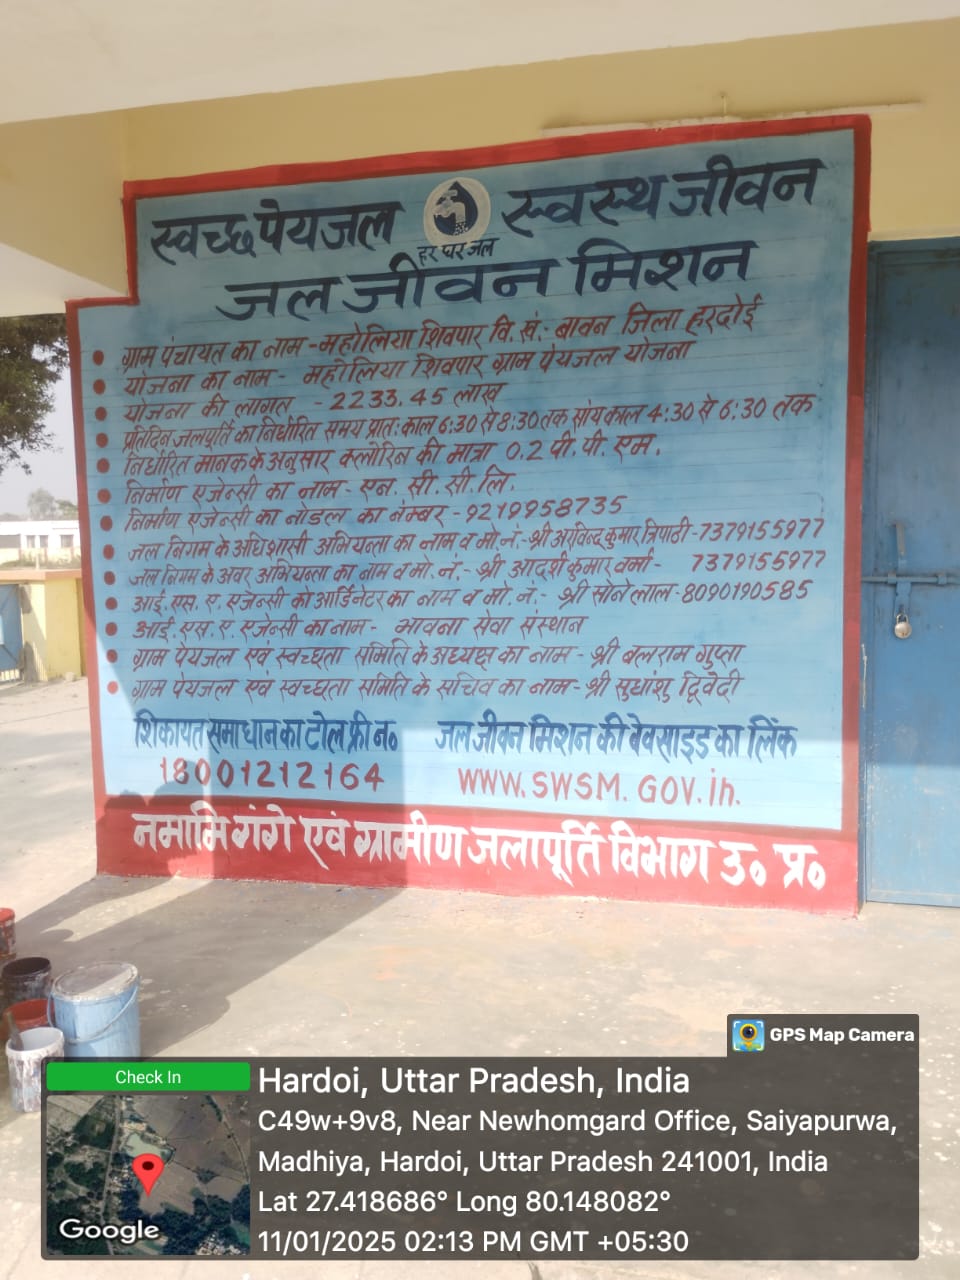 स्वच्छ पेयजल स्वस्थ जीवन
हर घर जल
जल जीवन मिशन
ग्राम पंचायत का नाम - महोलिया शिवपार वि. खं.- बावन जिला हरदोई
योजना का नाम - महोलिया शिवपार ग्राम पेयजल योजना
योजना की लागत - 2233.45 लाख
प्रतिदिन जलपूर्ति का निर्धारित समय प्रातः काल 6:30 से 8:30 तक सांयकाल 4:30 से 6:30 तक
निर्धारित मानक के अनुसार क्लोरिन की मात्रा 0.2 पी. पी. एम.
निर्माण एजेन्सी का नाम - एन. सी. सी. लि.
निर्माण एजेन्सी का नोडल का नंम्बर - 9219958735
जल निगम के अधिशासी अभियन्ता का नाम व मो. नं.- श्री अरविन्द कुमार त्रिपाठी - 7379155977
जल निगम के अवर अभियन्ता का नाम व मो. नं.- श्री आदर्श कुमार वर्मा - 7379155977
आई. एस. ए. एजेन्सी कोआर्डिनेटर का नाम व मो. नं.- श्री सोने लाल - 8090190585
आई. एस. ए. एजेन्सी का नाम - भावना सेवा संस्थान
ग्राम पेयजल एवं स्वच्छता समिति के अध्यक्ष का नाम - श्री बलराम गुप्ता
ग्राम पेयजल एवं स्वच्छता समिति के सचिव का नाम - श्री सुधांशु द्विवेदी
शिकायत समाधान का टोल फ्री न० जल जीवन मिशन की वेवसाइड का लिंक
18001212164 www.SWSM.GOV.in.
नमामि गंगे एवं ग्रामीण जलापूर्ति विभाग उ० प्र०
GPS Map Camera
Check In
Hardoi, Uttar Pradesh, India
C49w+9v8, Near Newhomgard Office, Saiyapurwa,
Madhiya, Hardoi, Uttar Pradesh 241001, India
Lat 27.418686° Long 80.148082°
11/01/2025 02:13 PM GMT +05:30
Google